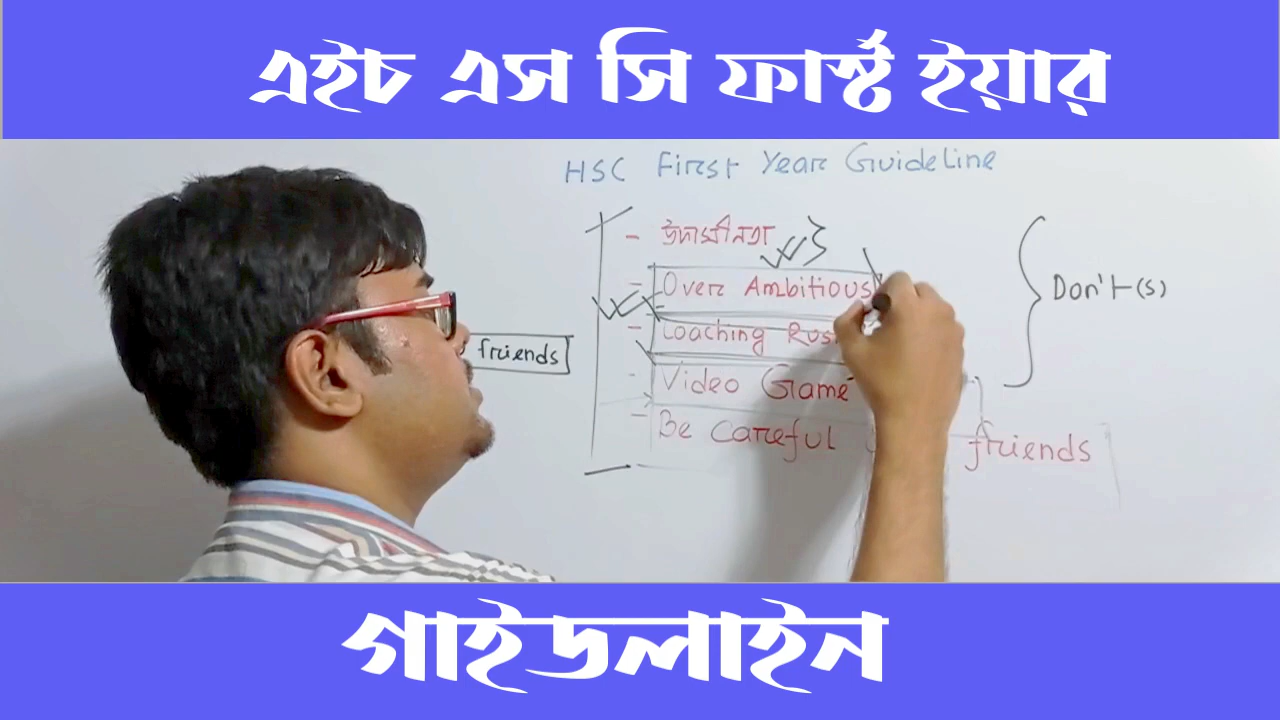 এইচ এস সি ফার্স্ট ইয়ার
HSC First Year Guideline
- উদাসীনতা
- Over Ambitious
- Coaching
- Video Game
- Be careful
friends
friends
Don't(s)
গাইডলাইন